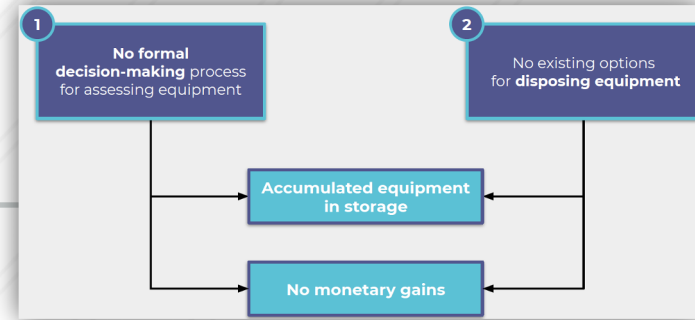 1
No formal
decision-making process
for assessing equipment
2
No existing options
for disposing equipment
Accumulated equipment
in storage
No monetary gains